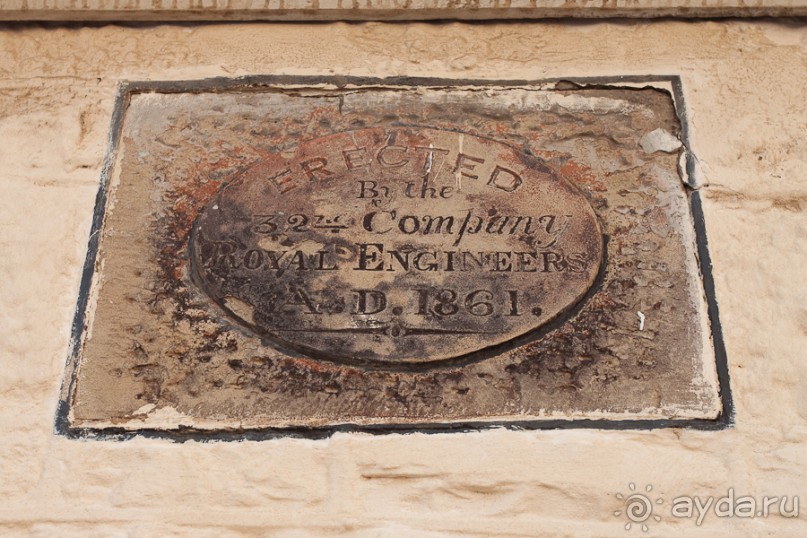 ERECTED
By the
32ND Company
ROYAL ENGINEERS
A.D. 1861.
ayda.ru